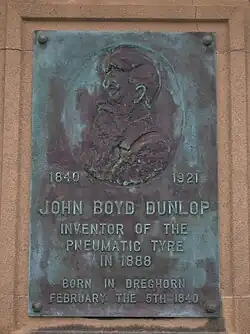 1840 1921
JOHN BOYD DUNLOP
INVENTOR OF THE
PNEUMATIC TYRE
IN 1888
BORN IN DREGHORN
FEBRUARY THE 5TH 1840